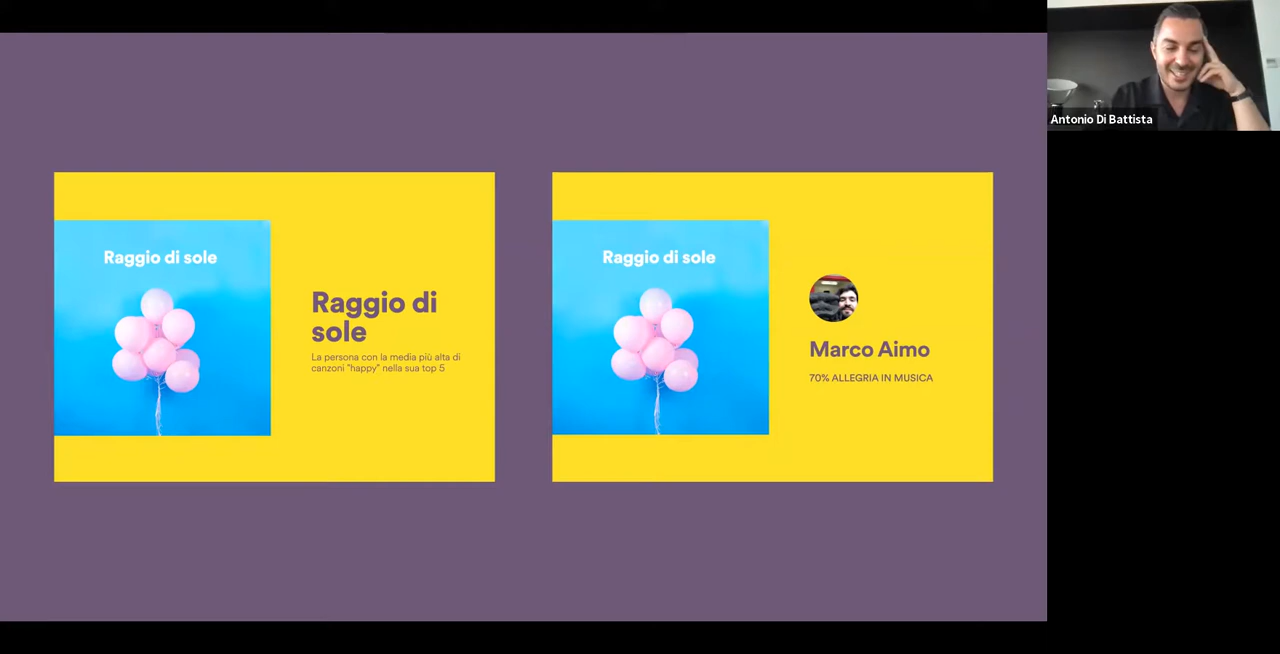 Antonio Di Battista
Raggio di sole
Raggio di
sole
La persona con la media più alta di
canzoni "happy" nella sua top 5
Raggio di sole
Marco Aimo
70% ALLEGRIA IN MUSICA